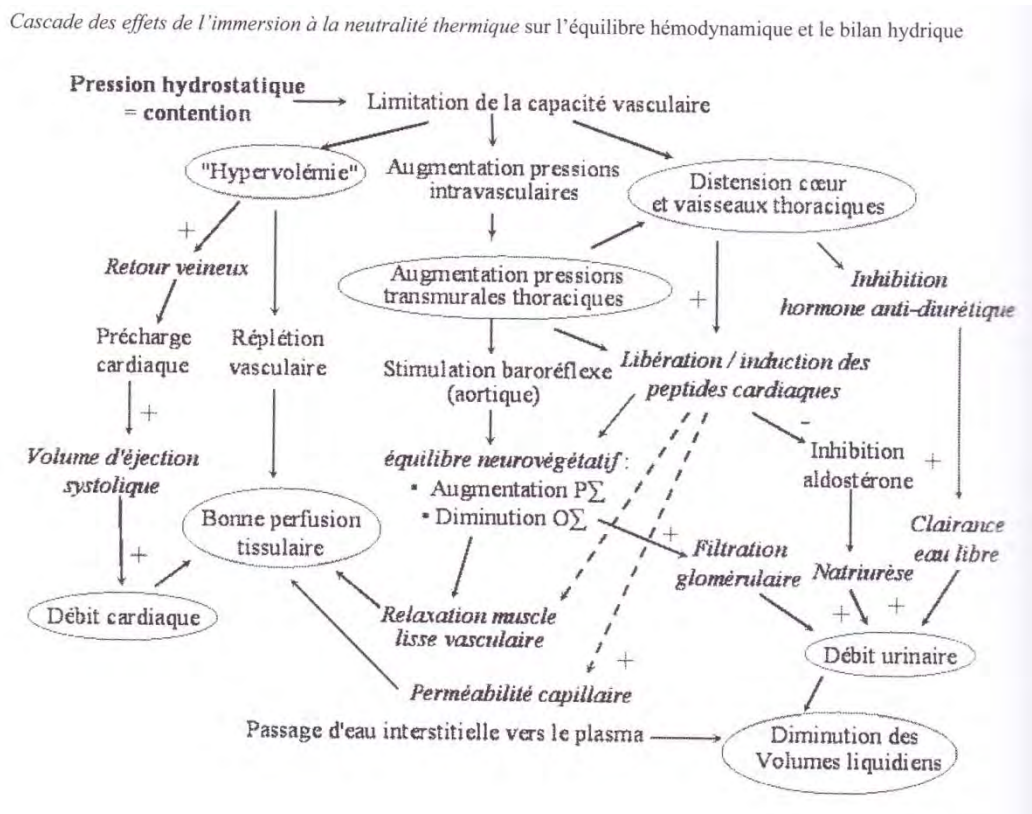 Cascade des effets de l'immersion à la neutralité thermique sur l'équilibre hémodynamique et le bilan hydrique
Pression hydrostatique
= contention
Limitation de la capacité vasculaire
"Hypervolémie"
Augmentation pressions
intravasculaires
Distension cœur
et vaisseaux thoraciques
+
Retour veineux
Augmentation pressions
transmurales thoraciques
+
Inhibition
hormone anti-diurétique
Précharge
cardiaque
Réplétion
vasculaire
Stimulation baroréflexe
(aortique)
Libération / induction des
peptides cardiaques
+
-
Volume d'éjection
systolique
équilibre neurovégétatif :
▪ Augmentation PΣ
▪ Diminution OΣ
Inhibition
aldostérone
+
Bonne perfusion
tissulaire
+
+
Filtration
glomérulaire
Natriurèse
Clairance
eau libre
Débit cardiaque
Relaxation muscle
lisse vasculaire
+
+
Débit urinaire
+
Perméabilité capillaire
Passage d'eau interstitielle vers le plasma
Diminution des
Volumes liquidiens